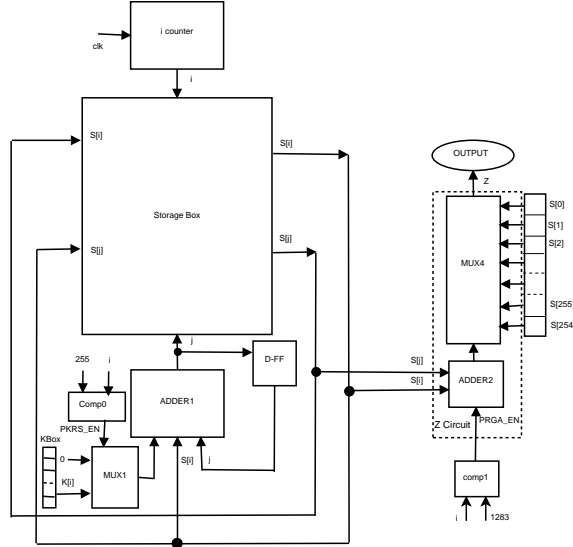 i counter
clk
i
S[i]
S[i]
OUTPUT
Z
S[0]
S[1]
S[2]
Storage Box
MUX4
S[j]
S[j]
S[255
S[254
j
255
i
D-FF
S[j]
S[i]
Comp0
ADDER1
ADDER2
PKRS_EN
PRGA_EN
Z Circuit
KBox
0
MUX1
S[i]
j
K[i]
comp1
i
1283